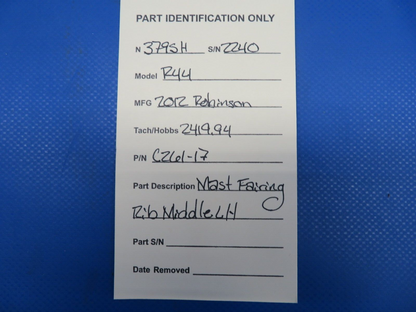 PART IDENTIFICATION ONLY
N 379SH S/N 2240
Model R44
MFG 2012 Robinson
Tach/Hobbs 2419.94
P/N C261-17
Part Description Mast Fairing
Rib Middle LH
Part S/N
Date Removed